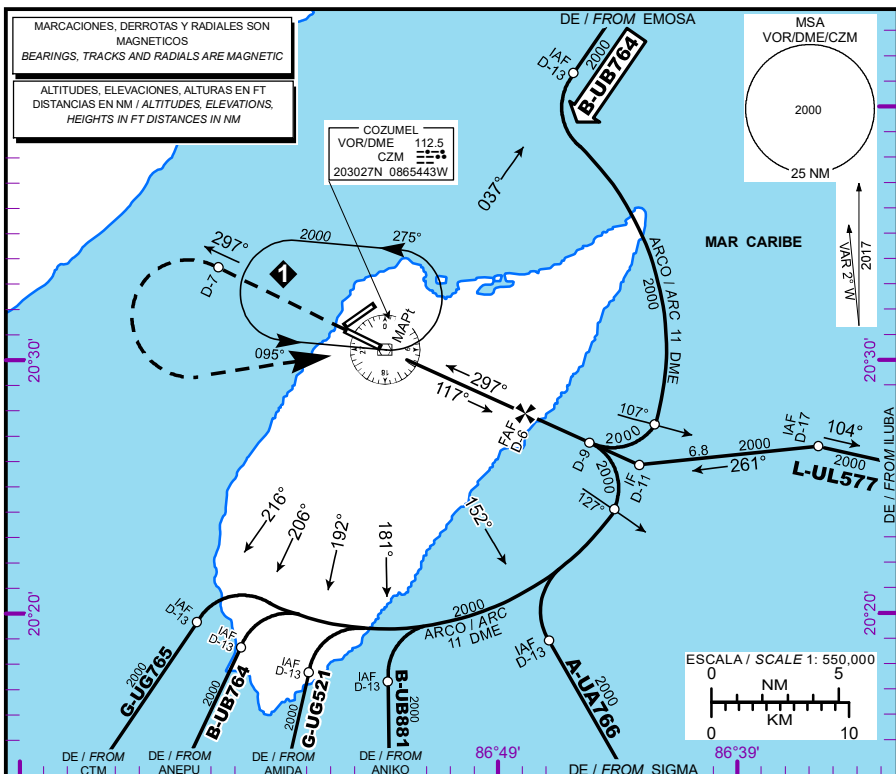 MARCACIONES, DERROTAS Y RADIALES SON
MAGNETICOS
BEARINGS, TRACKS AND RADIALS ARE MAGNETIC
ALTITUDES, ELEVACIONES, ALTURAS EN FT
DISTANCIAS EN NM / ALTITUDES, ELEVATIONS,
HEIGHTS IN FT DISTANCES IN NM
DE / FROM EMOSA
IAF
D-13
2000
B-UB764
MSA
VOR/DME/CZM
2000
25 NM
COZUMEL
VOR/DME 112.5
CZM
203027N 0865443W
037°
2017
VAR 2° W
MAR CARIBE
ARCO / ARC 11 DME
2000
297°
D-7
1
2000
275°
095°
0
9
18
MAPt
20°30'
20°30'
297°
117°
FAF
D-6
107°
2000
D-9
IF
D-11
6.8
2000
261°
IAF
D-17
104°
2000
L-UL577
DE / FROM ILUBA
2000
127°
216°
206°
192°
181°
152°
20°20'
20°20'
2000
ARCO / ARC
11 DME
IAF
D-13
2000
G-UG765
IAF
D-13
2000
B-UB764
IAF
D-13
2000
G-UG521
IAF
D-13
2000
B-UB881
IAF
D-13
2000
A-UA766
ESCALA / SCALE 1: 550,000
0 5
NM
KM
0 10
86°49'
86°39'
DE / FROM
CTM
DE / FROM
ANEPU
DE / FROM
AMIDA
DE / FROM
ANIKO
DE / FROM SIGMA